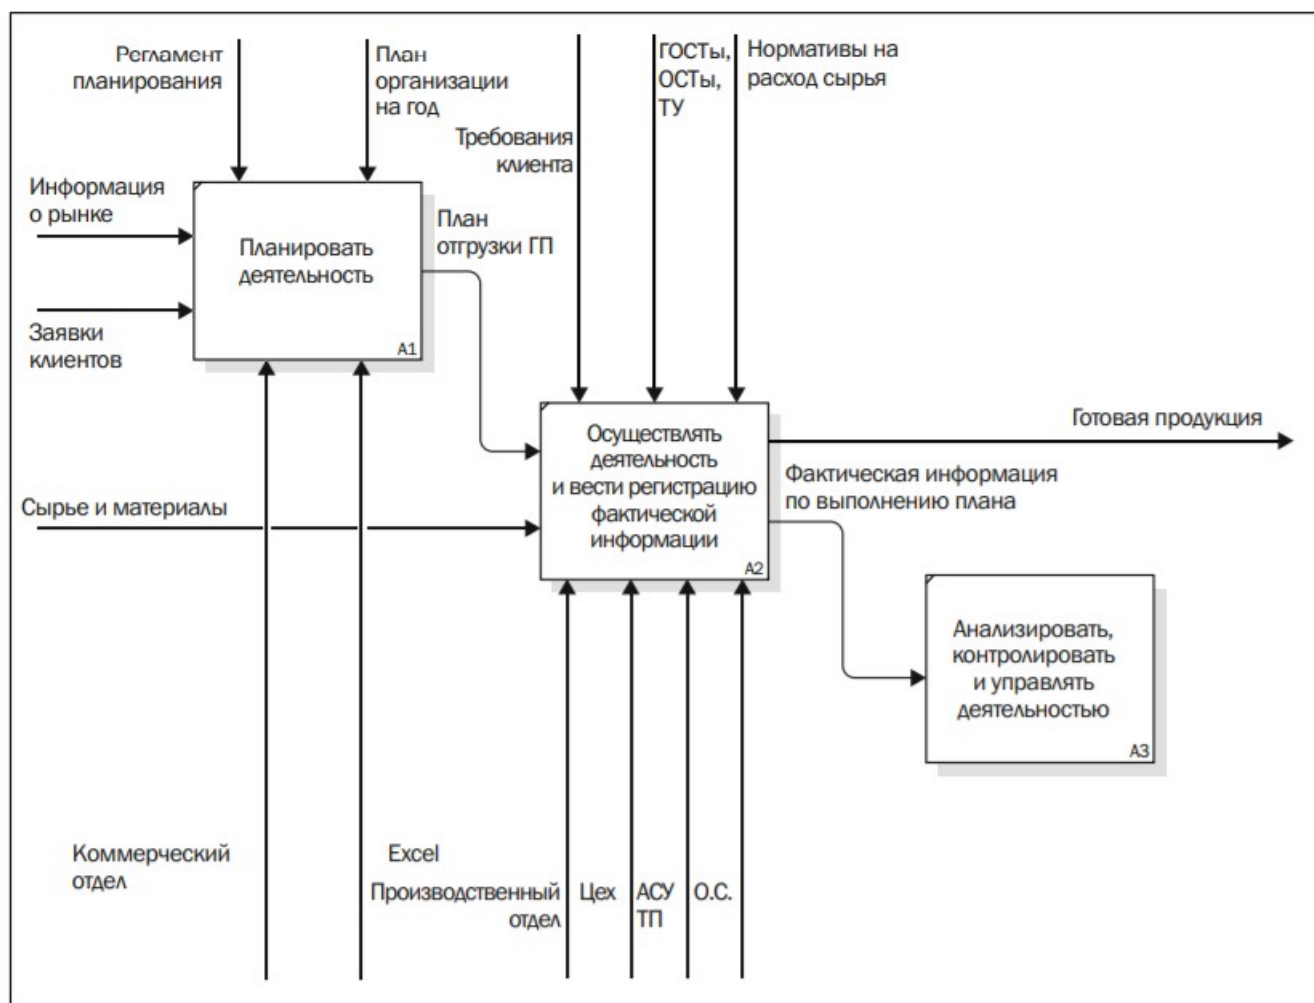 Регламент
планирования
План
организации
на год
ГОСТы,
ОСТы,
ТУ
Нормативы на
расход сырья
Требования
клиента
Информация
о рынке
Планировать
деятельность
A1
План
отгрузки ГП
Заявки
клиентов
Осуществлять
деятельность
и вести регистрацию
фактической
информации
A2
Готовая продукция
Фактическая информация
по выполнению плана
Сырье и материалы
Анализировать,
контролировать
и управлять
деятельностью
A3
Коммерческий
отдел
Excel
Производственный
отдел
Цех
АСУ
ТП
О.С.